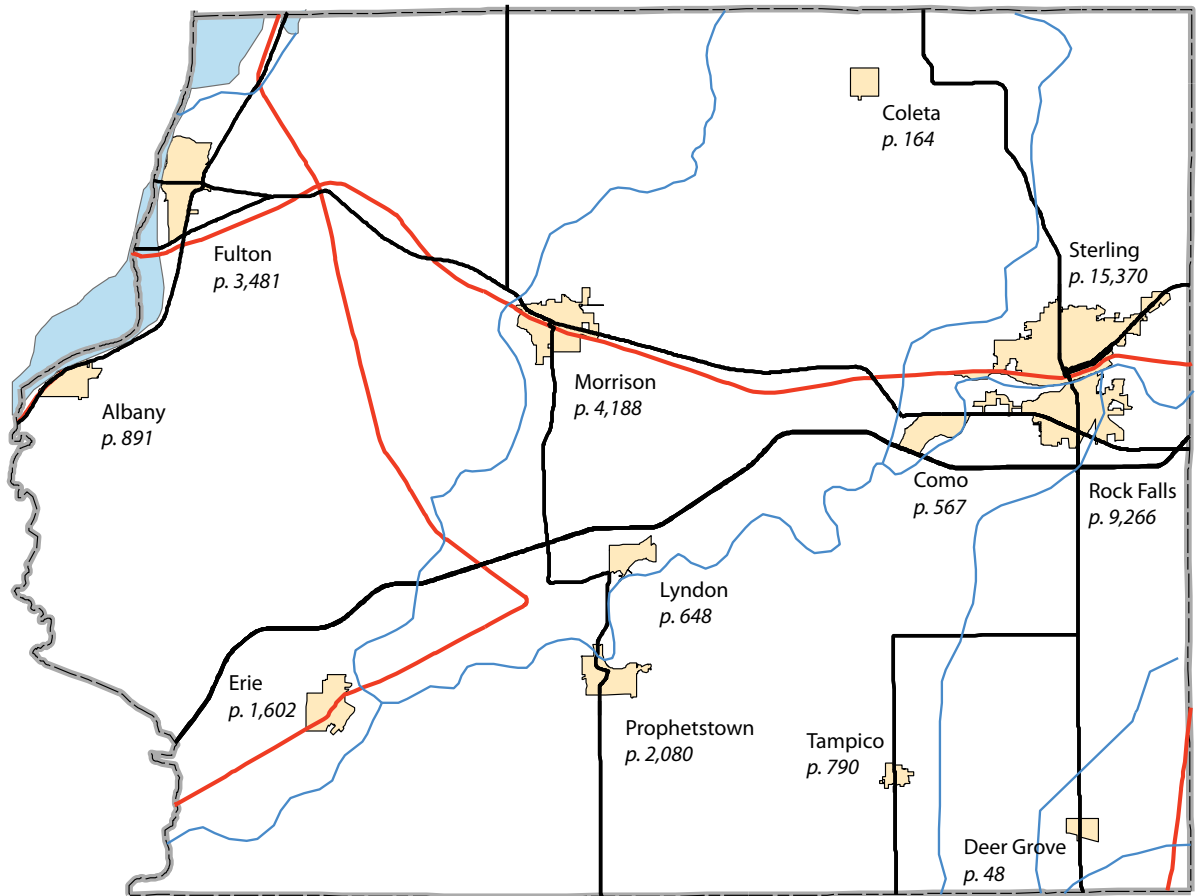 Coleta
p. 164
Fulton
p. 3,481
Sterling
p. 15,370
Morrison
p. 4,188
Albany
p. 891
Como
p. 567
Rock Falls
p. 9,266
Lyndon
p. 648
Erie
p. 1,602
Prophetstown
p. 2,080
Tampico
p. 790
Deer Grove
p. 48